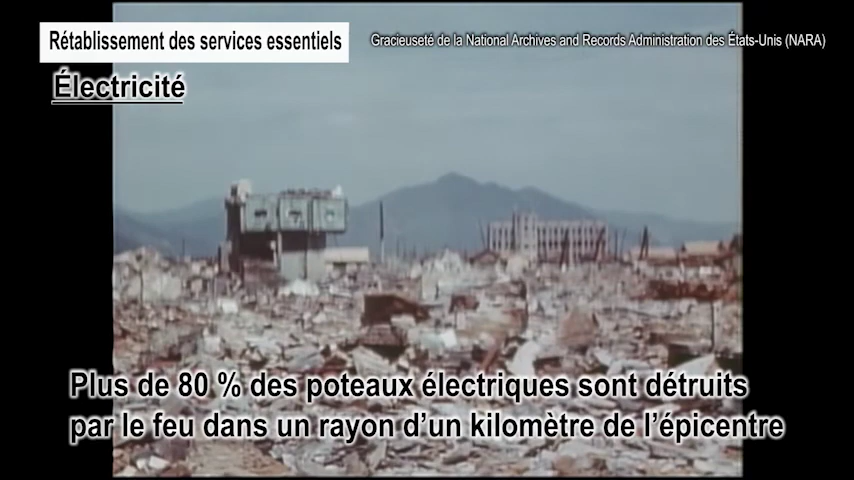 Rétablissement des services essentiels
Gracieuseté de la National Archives and Records Administration des États-Unis (NARA)
Électricité
Plus de 80 % des poteaux électriques sont détruits
par le feu dans un rayon d’un kilomètre de l’épicentre